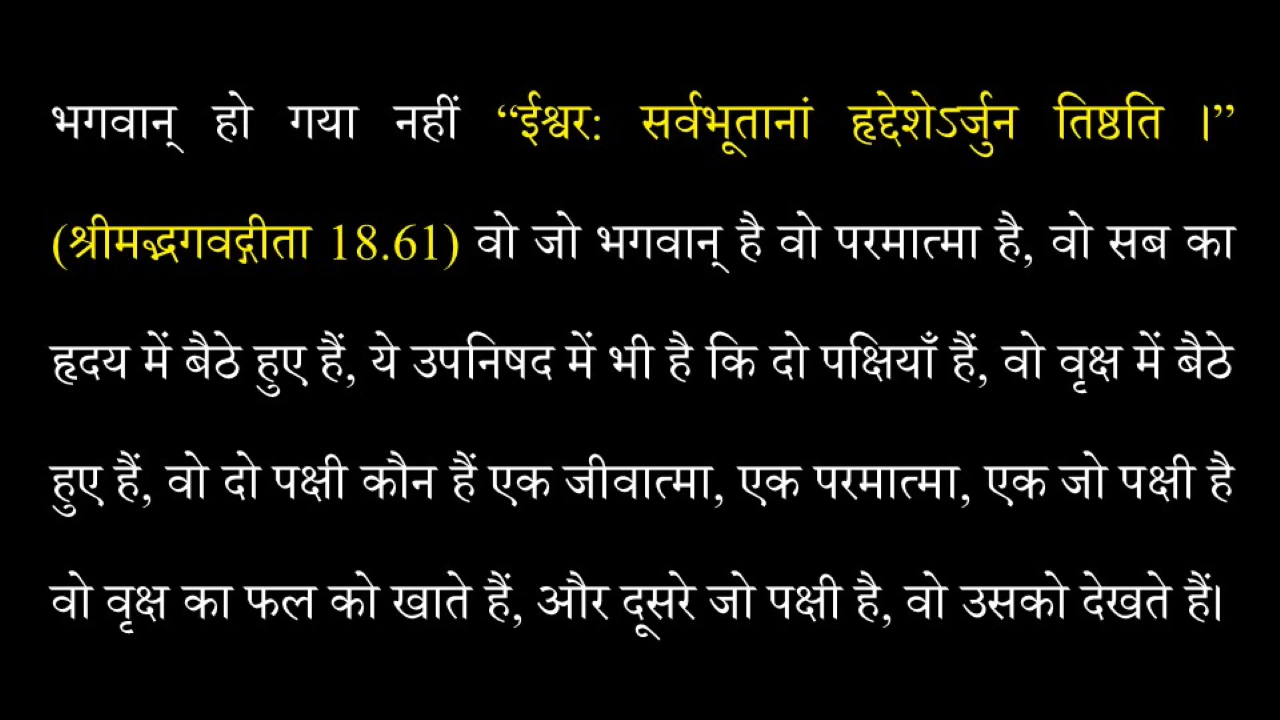 भगवान् हो गया नहीं “ईश्वर: सर्वभूतानां हृद्देशेऽर्जुन तिष्ठति ।”
(श्रीमद्भगवद्गीता 18.61) वो जो भगवान् है वो परमात्मा है, वो सब का
हृदय में बैठे हुए हैं, ये उपनिषद में भी है कि दो पक्षियाँ हैं, वो वृक्ष में बैठे
हुए हैं, वो दो पक्षी कौन हैं एक जीवात्मा, एक परमात्मा, एक जो पक्षी है
वो वृक्ष का फल को खाते हैं, और दूसरे जो पक्षी है, वो उसको देखते हैं।